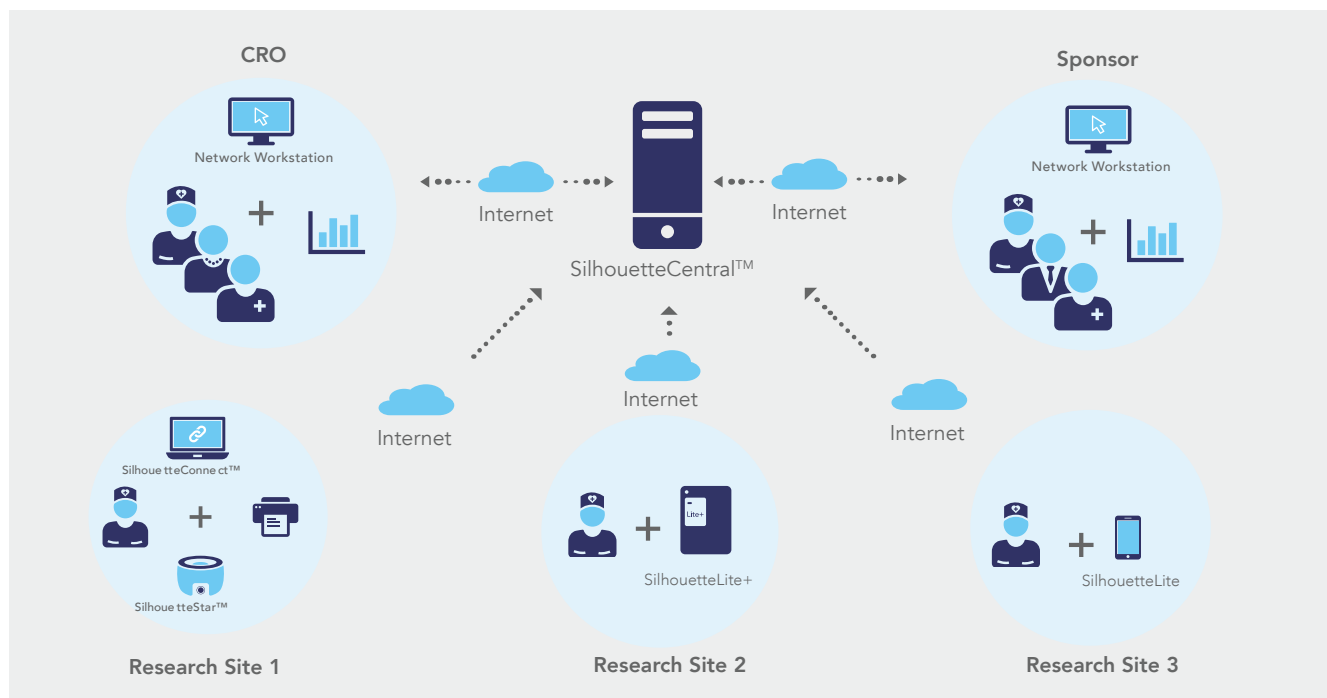 CRO
Sponsor
Network Workstation
Network Workstation
Internet
Internet
SilhouetteCentral™
Internet
Internet
Internet
SilhouetteConnect™
Lite+
SilhouetteLite+
SilhouetteLite
SilhouetteStar™
Research Site 1
Research Site 2
Research Site 3